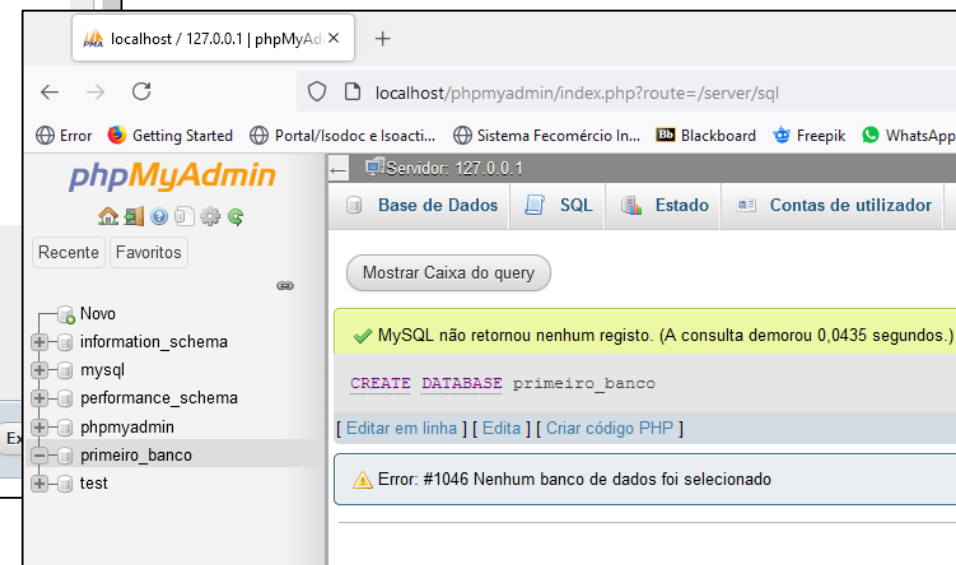 localhost / 127.0.0.1 | phpMyAdi
localhost/phpmyadmin/index.php?route=/server/sql
Error Getting Started Portal/Isodoc e Isoacti... Sistema Fecomércio In... Bb Blackboard Freepik WhatsApp
phpMyAdmin
Recente Favoritos
Novo
information_schema
mysql
performance_schema
phpmyadmin
primeiro_banco
test
Ex
Servidor: 127.0.0.1
Base de Dados SQL Estado Contas de utilizador
Mostrar Caixa do query
MySQL não retornou nenhum registo. (A consulta demorou 0,0435 segundos.)
CREATE DATABASE primeiro_banco
[ Editar em linha ] [ Edita ] [ Criar código PHP ]
Error: #1046 Nenhum banco de dados foi selecionado